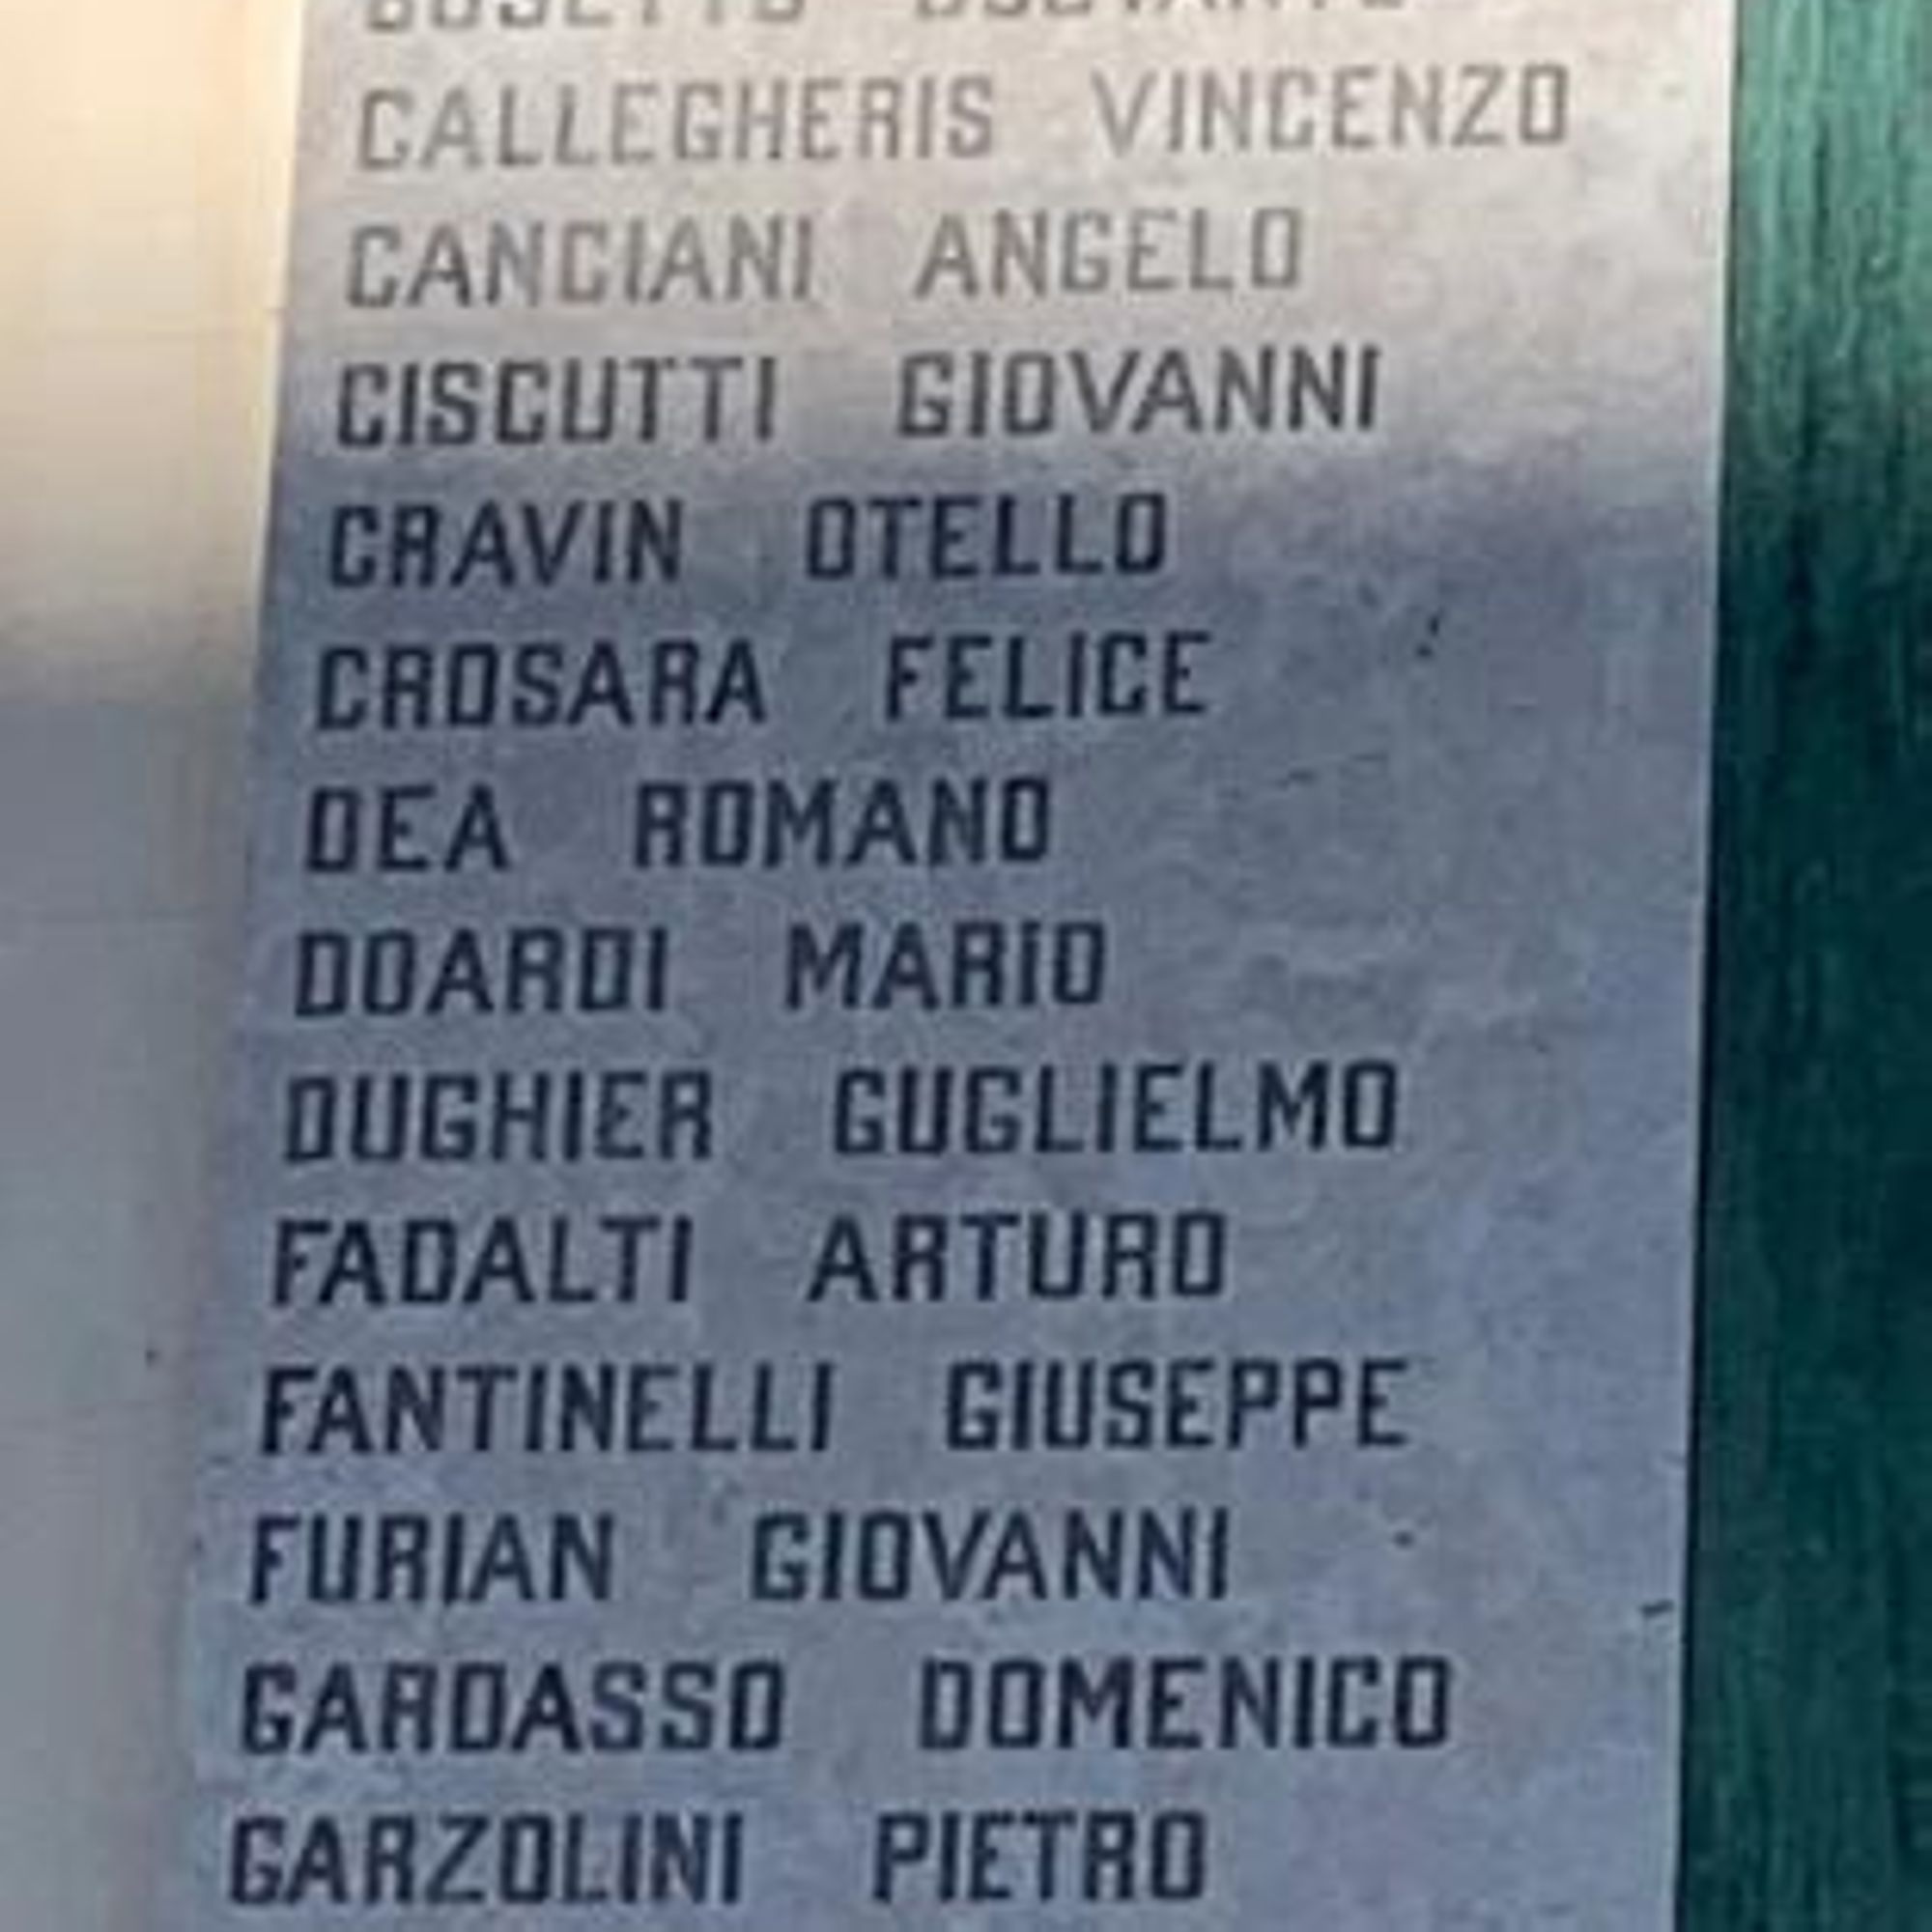 CALLEGHERIS VINCENZO
CANCIANI ANGELO
CISCUTTI GIOVANNI
CRAVIN OTELLO
CROSARA FELICE
DEA ROMANO
DOARDI MARIO
DUGHIER GUGLIELMO
FADALTI ARTURO
FANTINELLI GIUSEPPE
FURIAN GIOVANNI
GARDASSO DOMENICO
GARZOLINI PIETRO